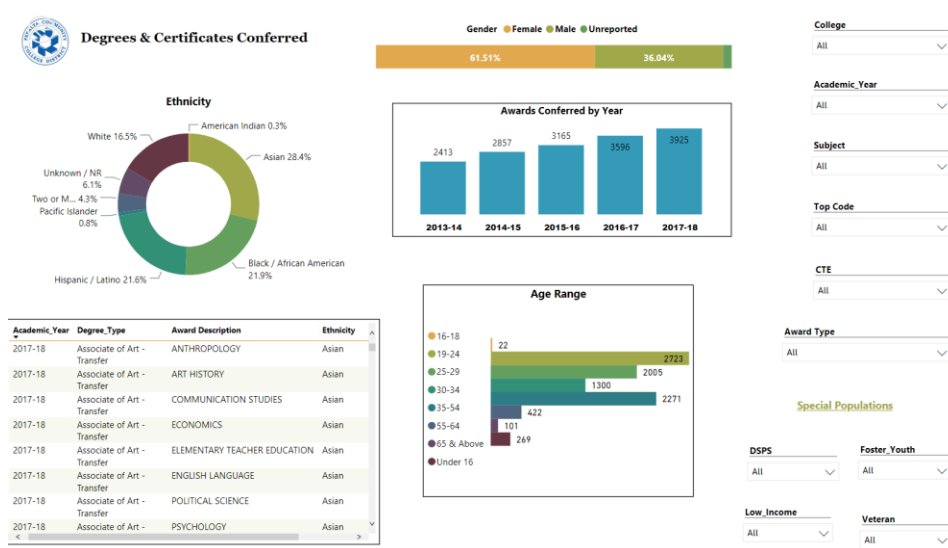 PERALTA COMMUNITY
COLLEGE DISTRICT
Degrees & Certificates Conferred
Gender Female Male Unreported
61.51% 36.04%
Ethnicity
American Indian 0.3%
White 16.5%
Asian 28.4%
Unknown / NR
6.1%
Two or M... 4.3%
Pacific Islander
0.8%
Black / African American
21.9%
Hispanic / Latino 21.6%
Awards Conferred by Year
2413 2857 3165 3596 3925
2013-14 2014-15 2015-16 2016-17 2017-18
Age Range
16-18 22
19-24 2723
25-29 2005
30-34 1300
35-54 2271
55-64 422
65 & Above 101
Under 16 269
Academic_Year Degree_Type Award Description Ethnicity
2017-18 Associate of Art - ANTHROPOLOGY Asian
Transfer
2017-18 Associate of Art - ART HISTORY Asian
Transfer
2017-18 Associate of Art - COMMUNICATION STUDIES Asian
Transfer
2017-18 Associate of Art - ECONOMICS Asian
Transfer
2017-18 Associate of Art - ELEMENTARY TEACHER EDUCATION Asian
Transfer
2017-18 Associate of Art - ENGLISH LANGUAGE Asian
Transfer
2017-18 Associate of Art - POLITICAL SCIENCE Asian
Transfer
2017-18 Associate of Art - PSYCHOLOGY Asian
College
All
Academic_Year
All
Subject
All
Top Code
All
CTE
All
Award Type
All
Special Populations
DSPS Foster_Youth
All All
Low_Income Veteran
All All